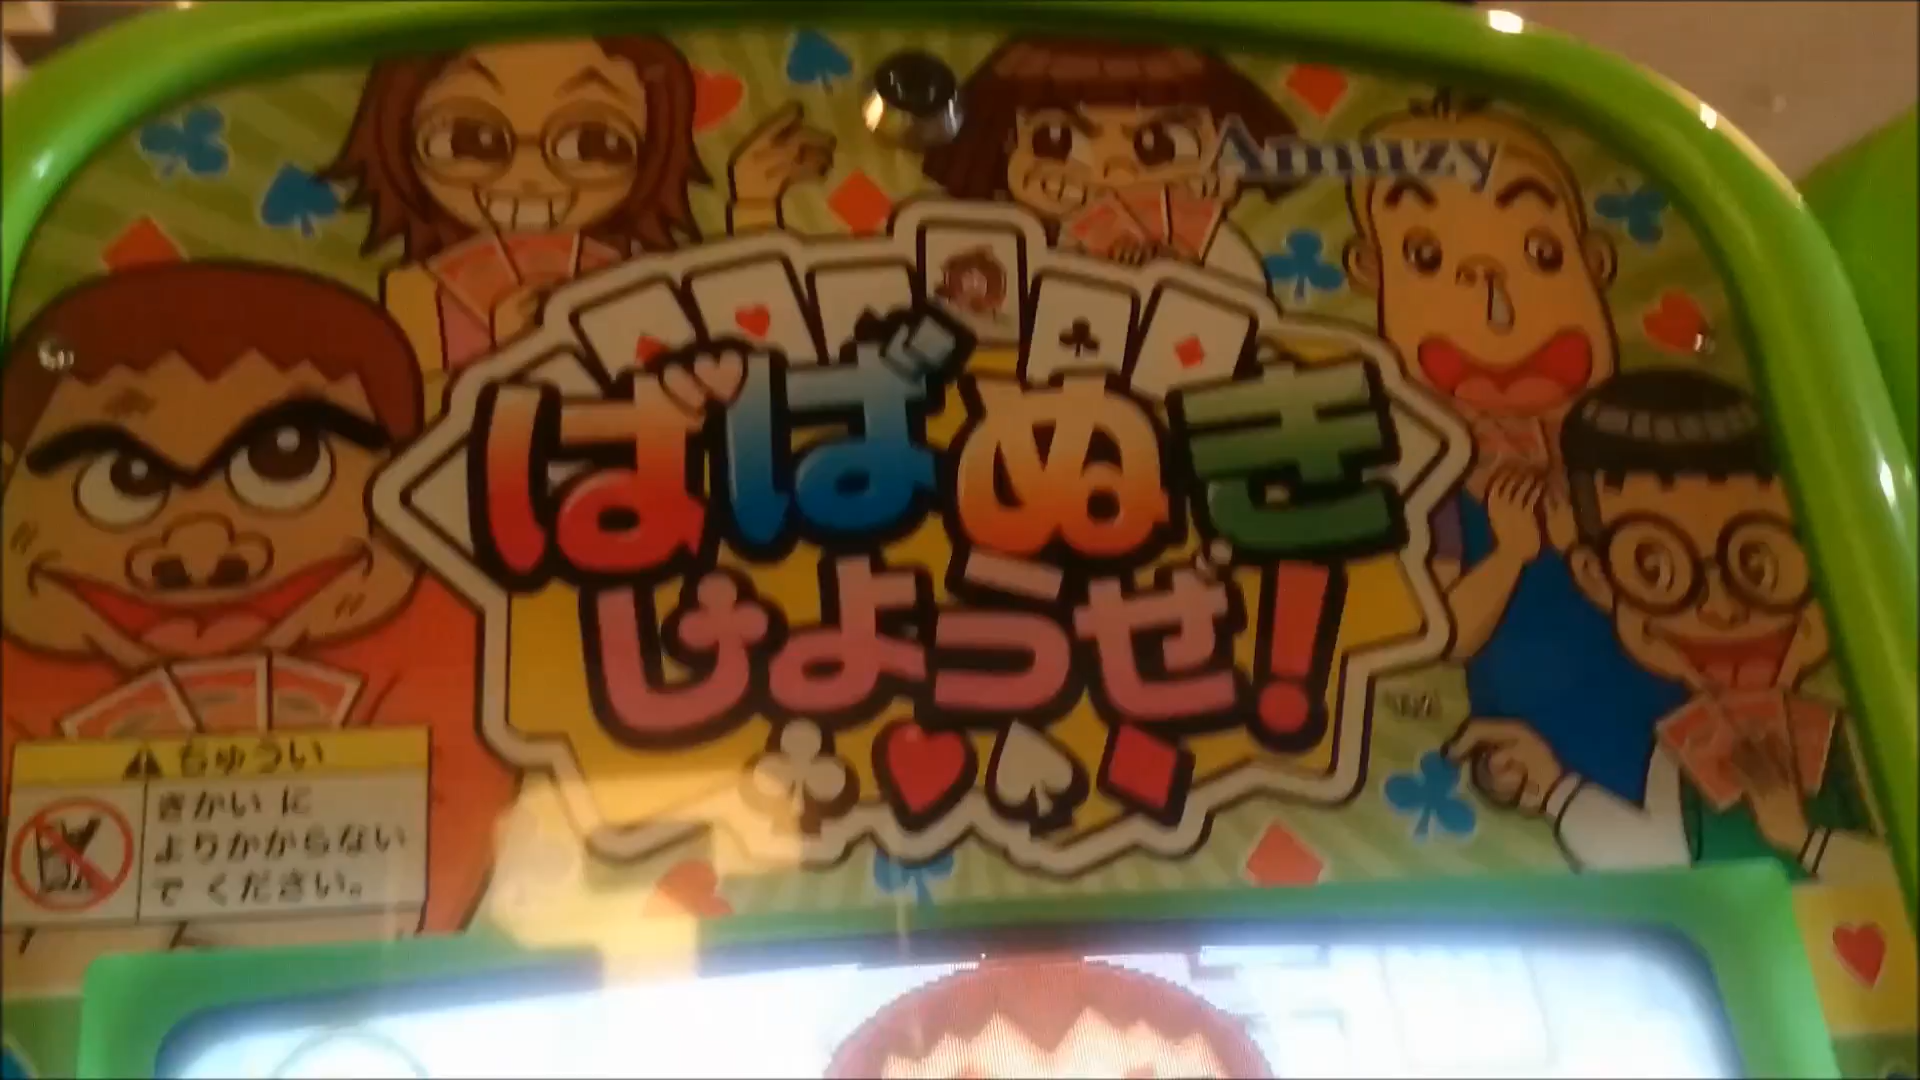 Amuzy
ばばぬき
しようぜ!
ちゅうい
きかい に
よりかからない
で ください。